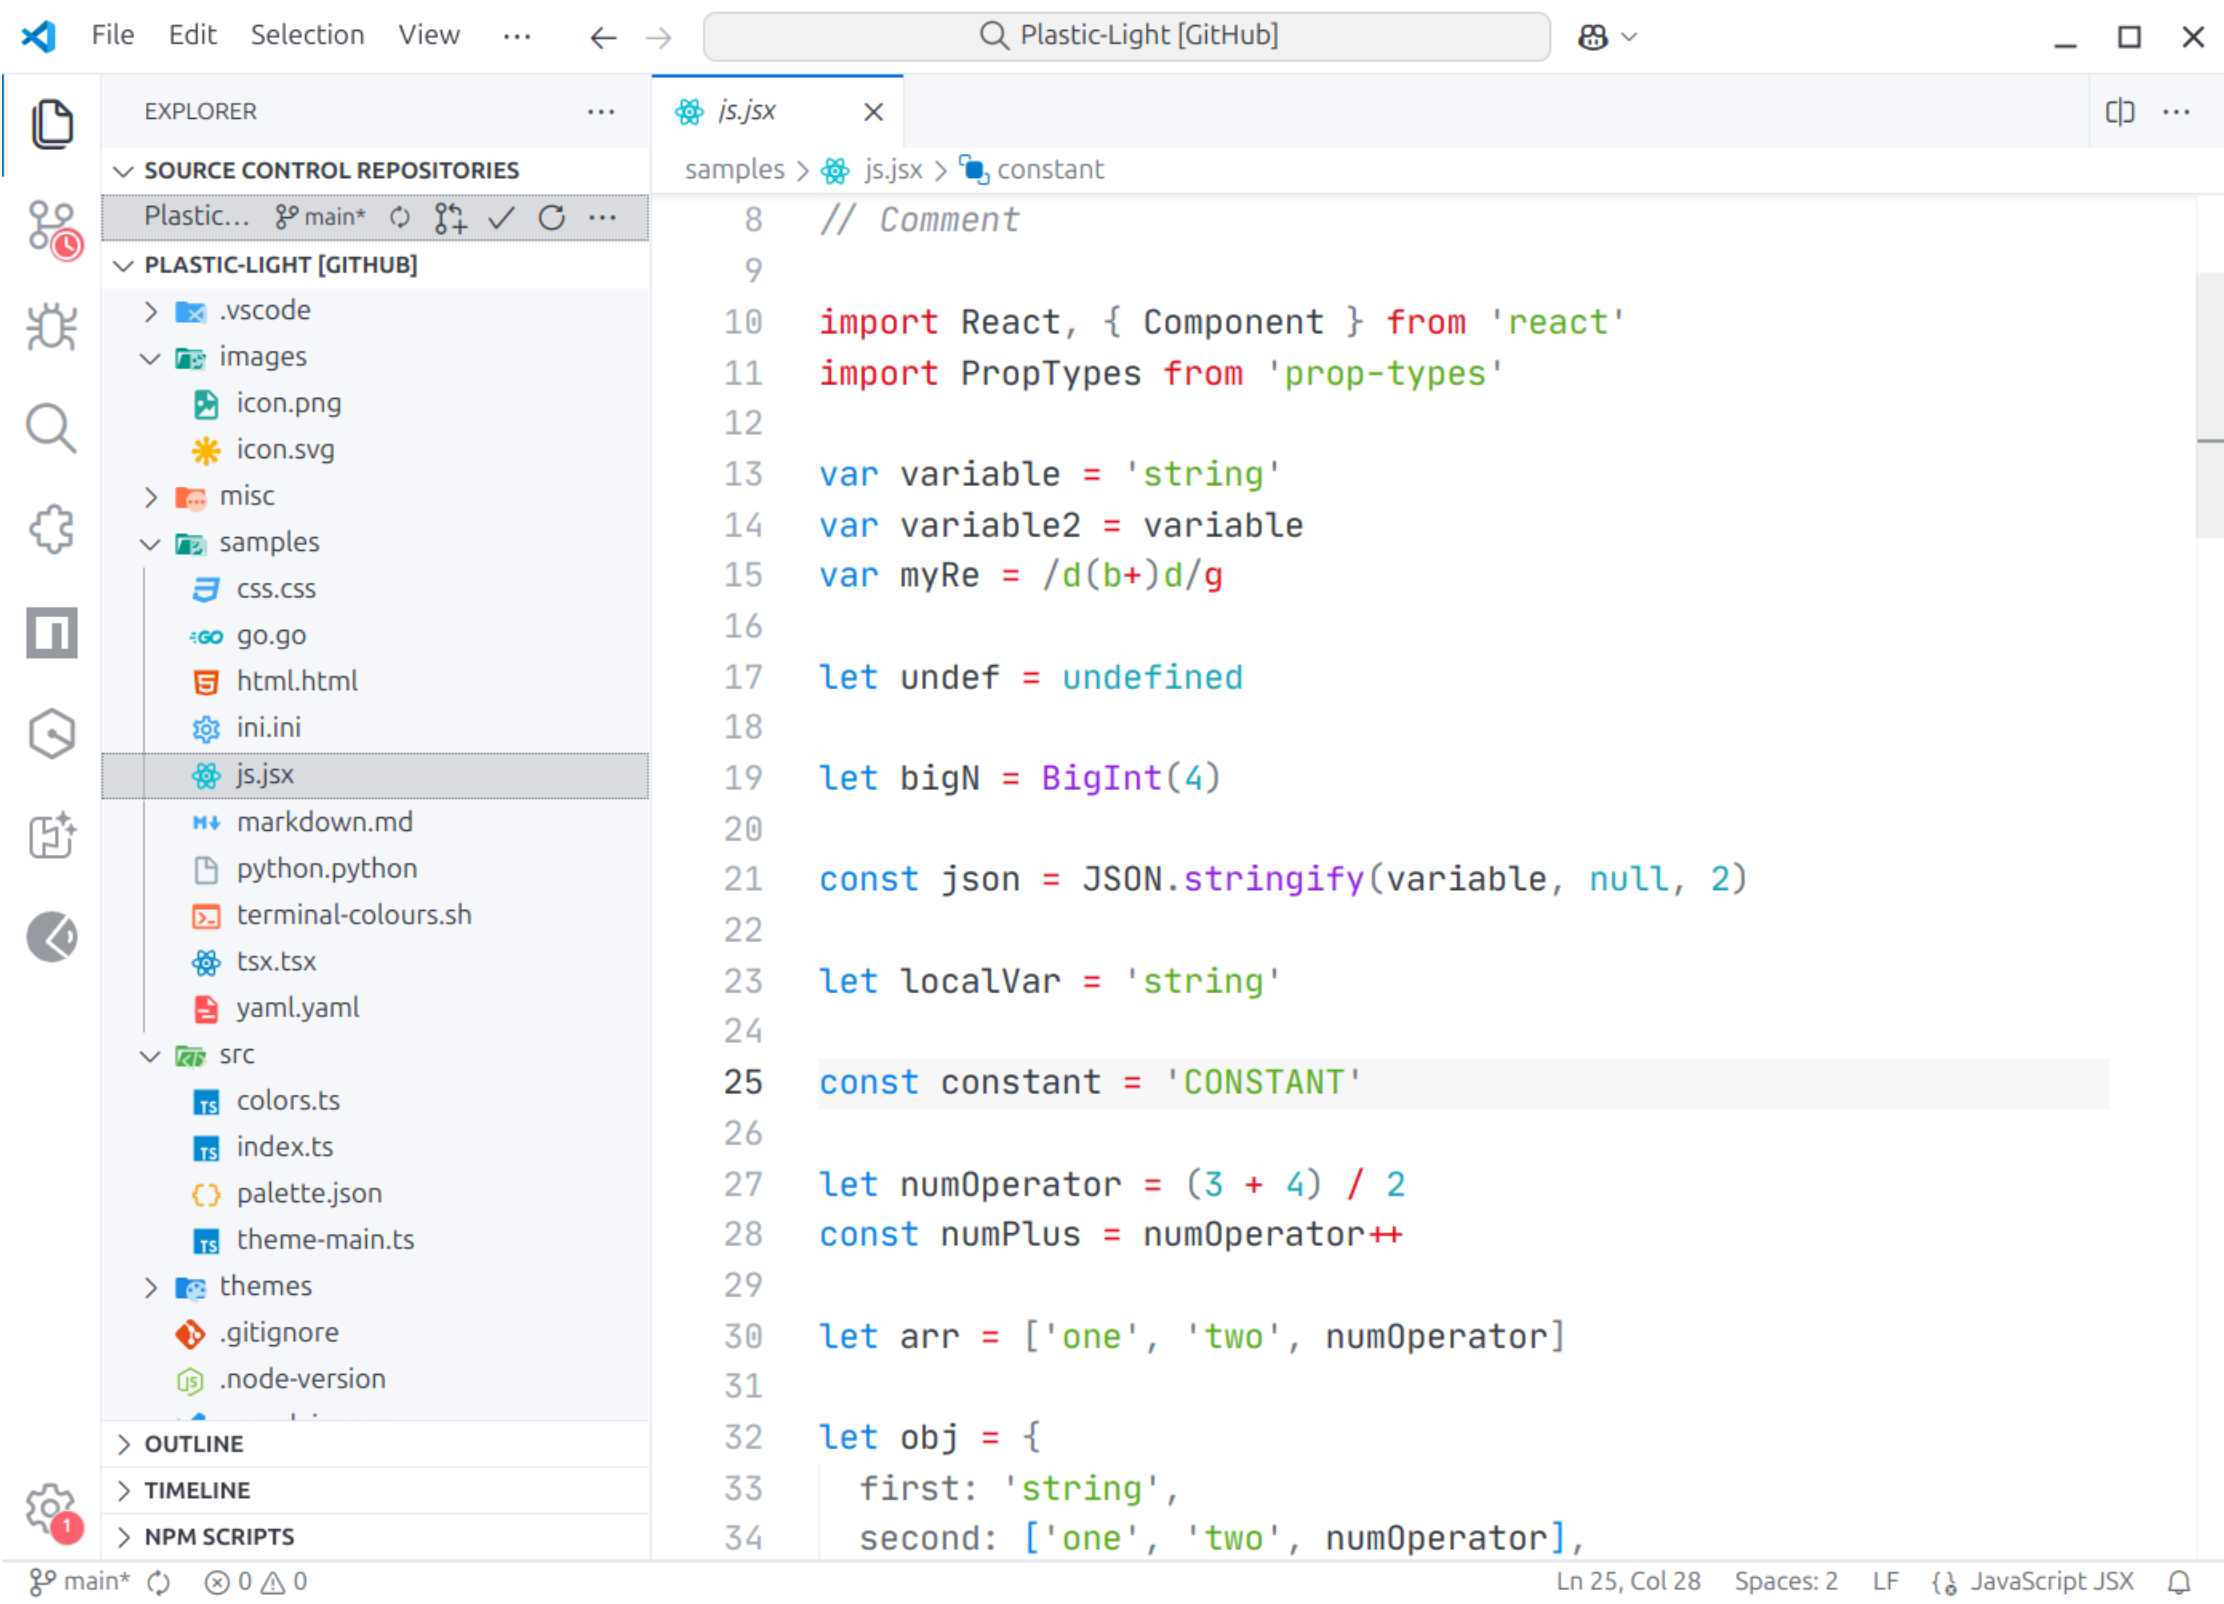 File Edit Selection View ··· Plastic-Light [GitHub]
EXPLORER
SOURCE CONTROL REPOSITORIES
Plastic... main*
PLASTIC-LIGHT [GITHUB]
.vscode
images
icon.png
icon.svg
misc
samples
css.css
GO go.go
html.html
ini.ini
js.jsx
markdown.md
python.python
terminal-colours.sh
tsx.tsx
yaml.yaml
src
TS colors.ts
TS index.ts
palette.json
TS theme-main.ts
themes
.gitignore
.node-version
OUTLINE
TIMELINE
NPM SCRIPTS
1
js.jsx
samples > js.jsx > constant
8 // Comment
9
10 import React, { Component } from 'react'
11 import PropTypes from 'prop-types'
12
13 var variable = 'string'
14 var variable2 = variable
15 var myRe = /d(b+)d/g
16
17 let undef = undefined
18
19 let bigN = BigInt(4)
20
21 const json = JSON.stringify(variable, null, 2)
22
23 let localVar = 'string'
24
25 const constant = 'CONSTANT'
26
27 let numOperator = (3 + 4) / 2
28 const numPlus = numOperator++
29
30 let arr = ['one', 'two', numOperator]
31
32 let obj = {
33 first: 'string',
34 second: ['one', 'two', numOperator],
main* 0 0 Ln 25, Col 28 Spaces: 2 LF JavaScript JSX